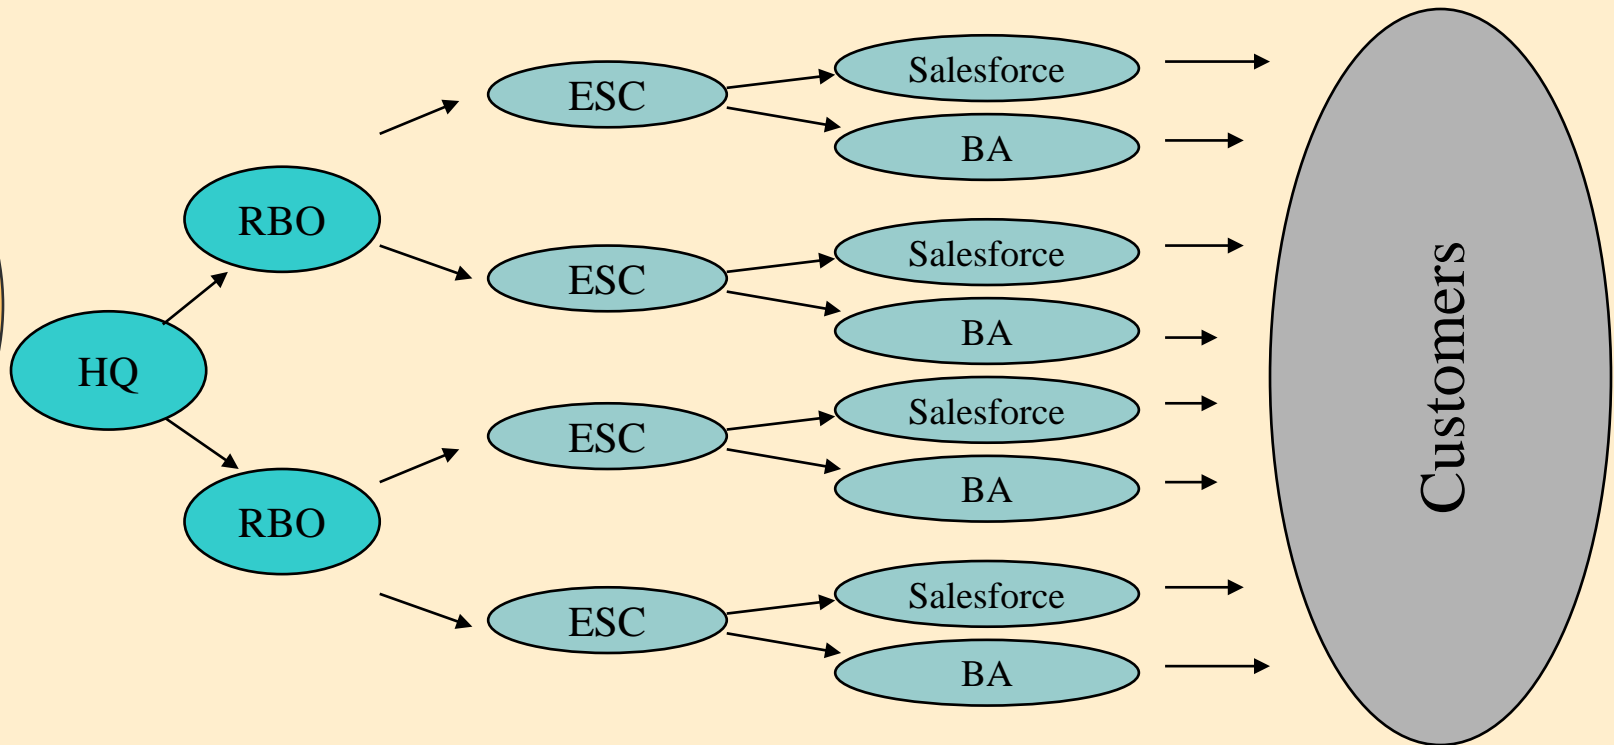 HQ
RBO
RBO
ESC
ESC
ESC
ESC
Salesforce
BA
Salesforce
BA
Salesforce
BA
Salesforce
BA
Customers